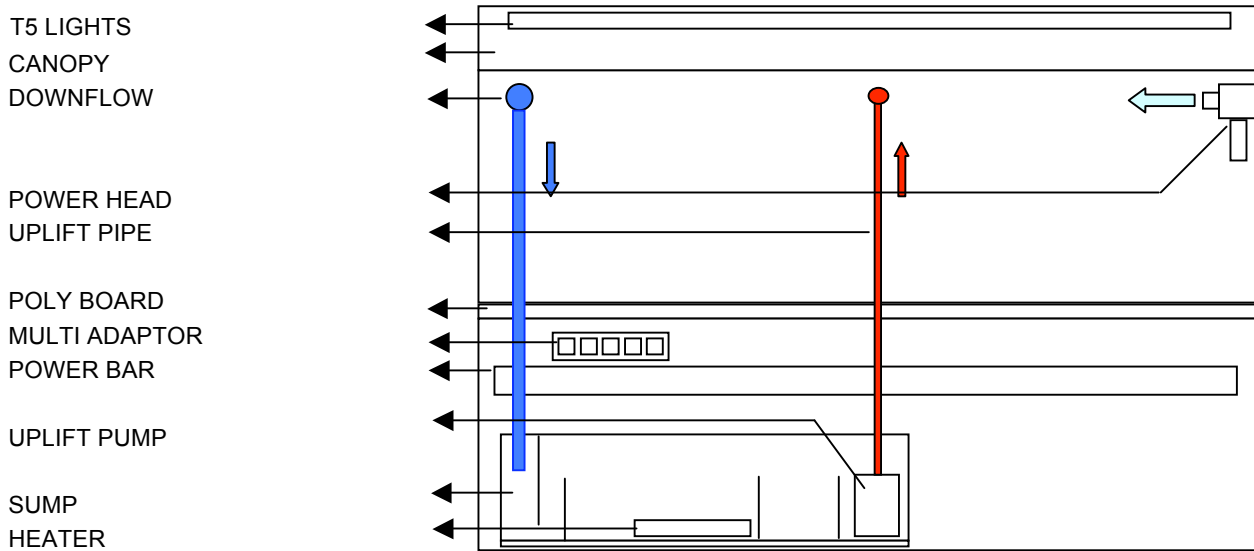 T5 LIGHTS
CANOPY
DOWNFLOW
POWER HEAD
UPLIFT PIPE
POLY BOARD
MULTI ADAPTOR
POWER BAR
UPLIFT PUMP
SUMP
HEATER